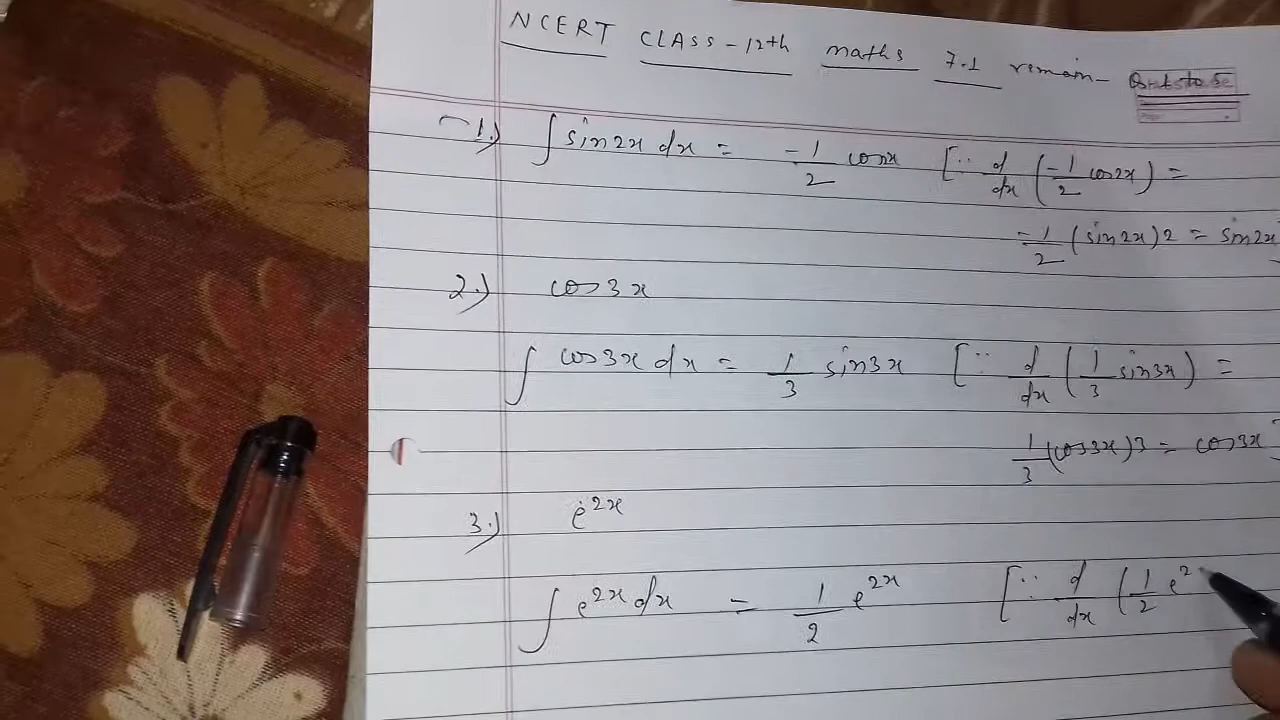 NCERT CLASS-12th maths 7.1 remain-
1.) ∫ sin2x dx = -1/2 cosx [∵ d/dx (-1/2 cos2x) =
-1/2 (sin2x)2 = sin2x]
2.) cos3x
∫ cos3x dx = 1/3 sin3x [∵ d/dx (1/3 sin3x) =
1/3 (cos3x)3 = cos3x]
3.) e^2x
∫ e^2x dx = 1/2 e^2x [∵ d/dx (1/2 e^2